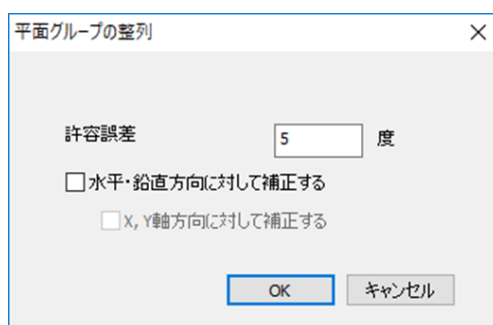 平面グループの整列
許容誤差 5 度
水平・鉛直方向に対して補正する
X, Y軸方向に対して補正する
OK キャンセル